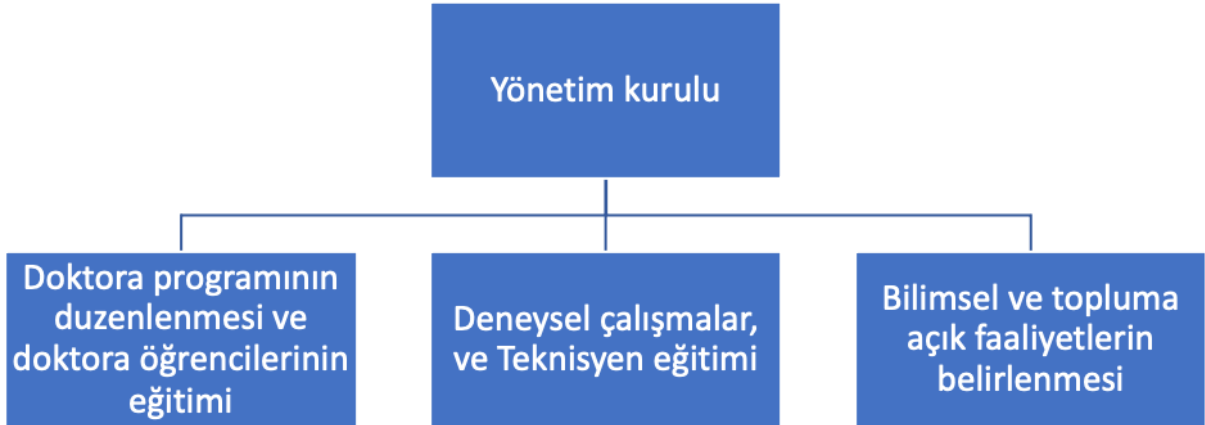 Yönetim kurulu
Doktora programının
duzenlenmesi ve
doktora öğrencilerinin
eğitimi
Deneysel çalışmalar,
ve Teknisyen eğitimi
Bilimsel ve topluma
açık faaliyetlerin
belirlenmesi